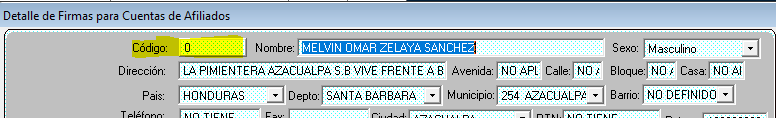 Detalle de Firmas para Cuentas de Afiliados
Código: 0 Nombre: MELVIN OMAR ZELAYA SANCHEZ Sexo: Masculino
Dirección: LA PIMIENTERA AZACUALPA S.B VIVE FRENTE A B Avenida: NO APL Calle: NO Bloque: NO Casa: NO
Pais: HONDURAS Depto: SANTA BARBARA Municipio: 254 AZACUALPA Barrio: NO DEFINIDO
Teléfono: NO TIENE Fax: Ciudad: AZACUALPA RTN: NO TIENE